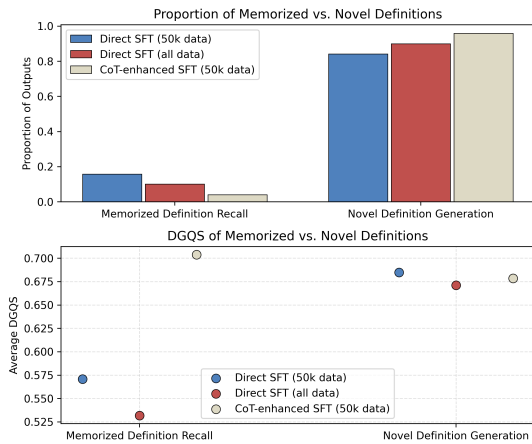 Proportion of Memorized vs. Novel Definitions
Proportion of Outputs
1.0
0.8
0.6
0.4
0.2
0.0
Direct SFT (50k data)
Direct SFT (all data)
CoT-enhanced SFT (50k data)
Memorized Definition Recall
Novel Definition Generation
DGQS of Memorized vs. Novel Definitions
Average DGQS
0.700
0.675
0.650
0.625
0.600
0.575
0.550
0.525
Direct SFT (50k data)
Direct SFT (all data)
CoT-enhanced SFT (50k data)
Memorized Definition Recall
Novel Definition Generation